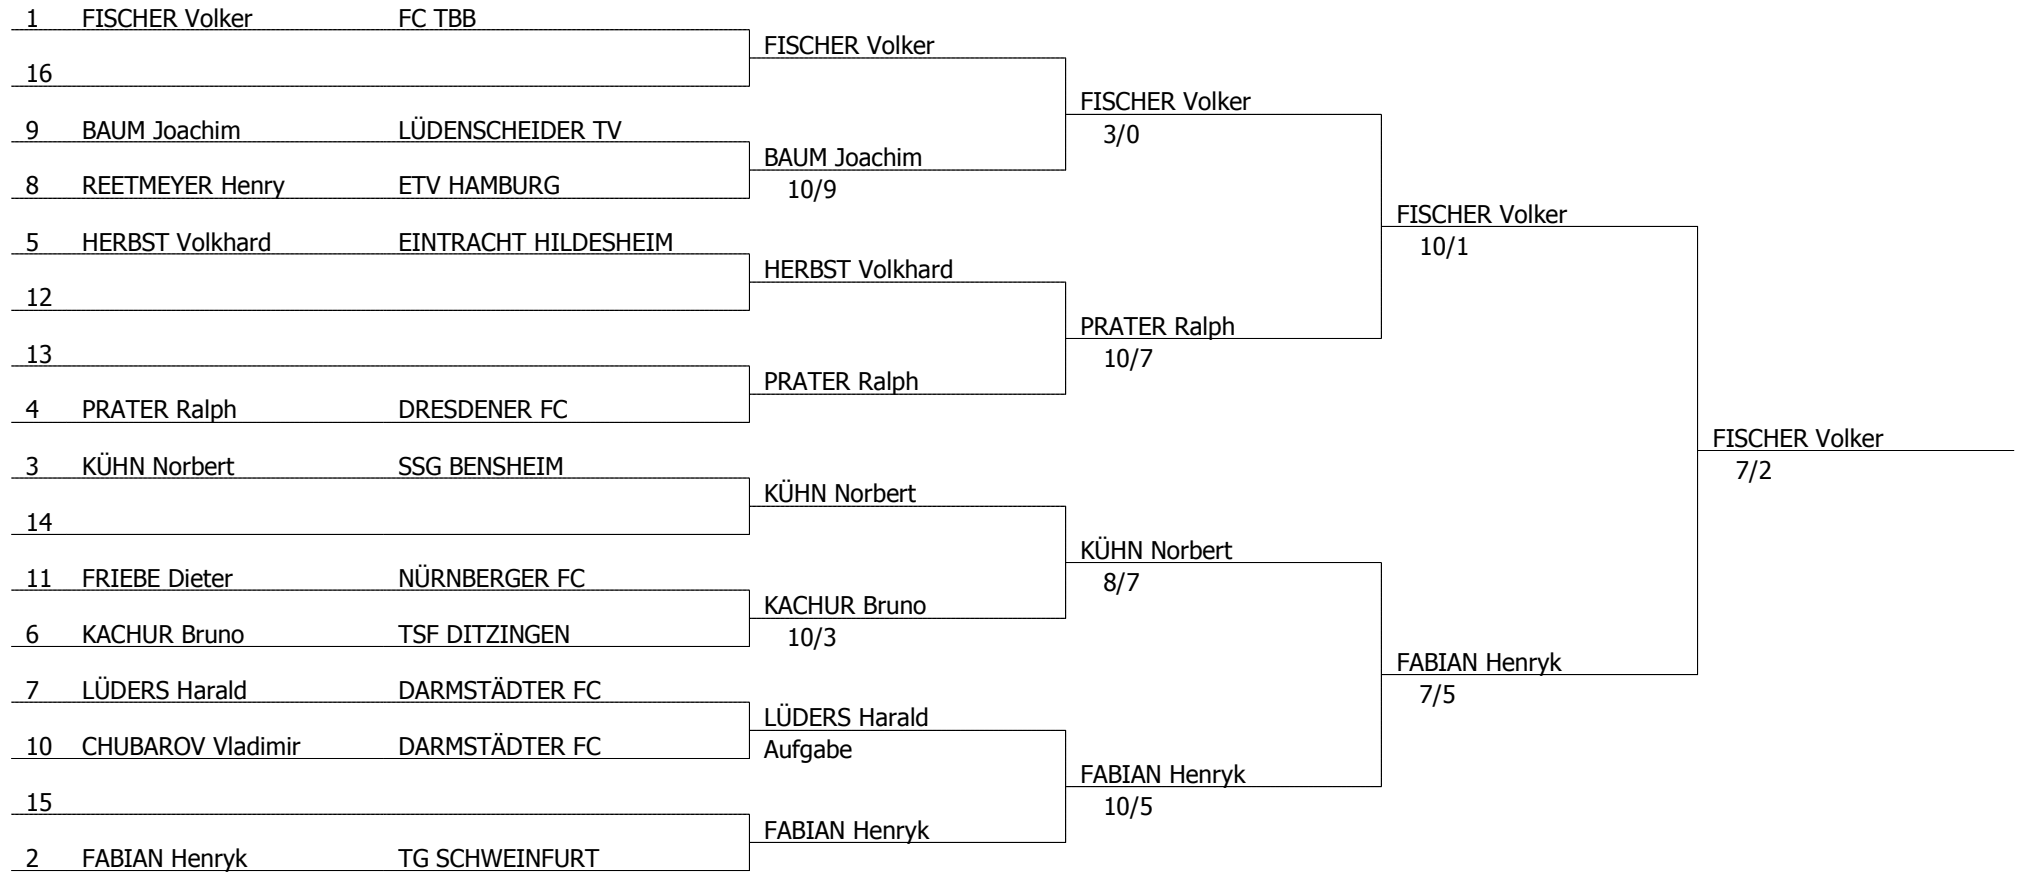 1 FISCHER Volker FC TBB
FISCHER Volker
16
FISCHER Volker
3/0
9 BAUM Joachim LÜDENSCHEIDER TV
BAUM Joachim
10/9
8 REETMEYER Henry ETV HAMBURG
FISCHER Volker
10/1
5 HERBST Volkhard EINTRACHT HILDESHEIM
HERBST Volkhard
12
PRATER Ralph
10/7
13
PRATER Ralph
4 PRATER Ralph DRESDENER FC
FISCHER Volker
7/2
3 KÜHN Norbert SSG BENSHEIM
KÜHN Norbert
14
KÜHN Norbert
8/7
11 FRIEBE Dieter NÜRNBERGER FC
KACHUR Bruno
10/3
6 KACHUR Bruno TSF DITZINGEN
FABIAN Henryk
7/5
7 LÜDERS Harald DARMSTÄDTER FC
LÜDERS Harald
Aufgabe
10 CHUBAROV Vladimir DARMSTÄDTER FC
FABIAN Henryk
10/5
15
FABIAN Henryk
2 FABIAN Henryk TG SCHWEINFURT